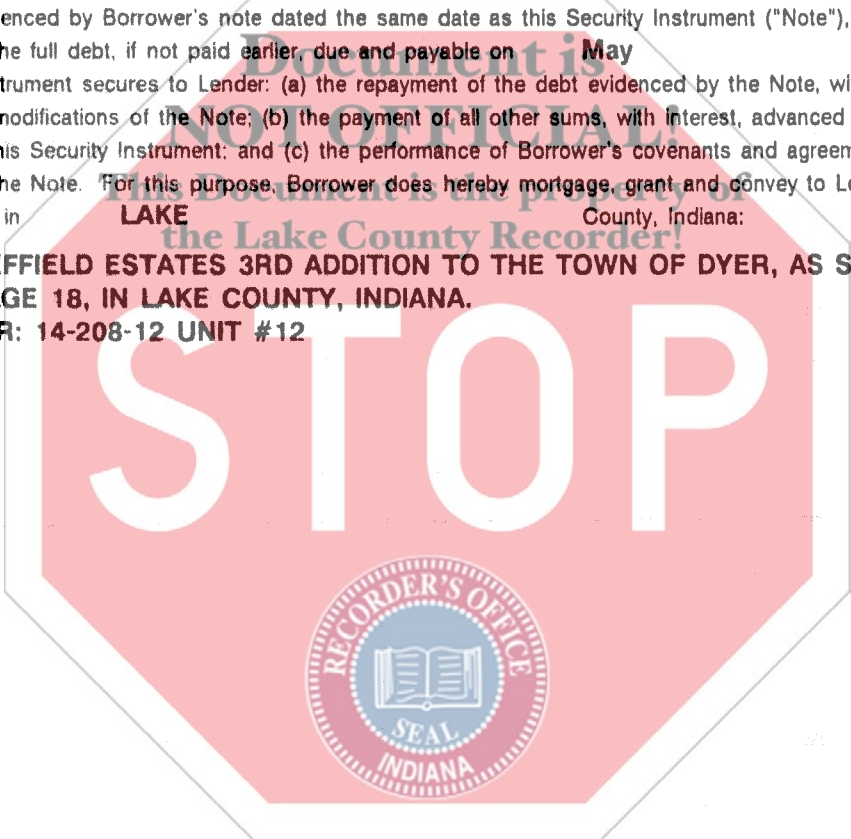 enced by Borrower's note dated the same date as this Security Instrument ("Note"),
he full debt, if not paid earlier, due and payable on May
Document is
trument secures to Lender: (a) the repayment of the debt evidenced by the Note, wi
nodifications of the Note; (b) the payment of all other sums, with interest, advanced
NOT OFFICIAL!
is Security Instrument; and (c) the performance of Borrower's covenants and agreem
he Note. For this purpose, Borrower does hereby mortgage, grant and convey to Le
This Document is the property of
in LAKE County, Indiana:
the Lake County Recorder!
EFFIELD ESTATES 3RD ADDITION TO THE TOWN OF DYER, AS S
GE 18, IN LAKE COUNTY, INDIANA.
R: 14-208-12 UNIT #12
STOP
RECORDER'S OFFICE
SEAL
INDIANA